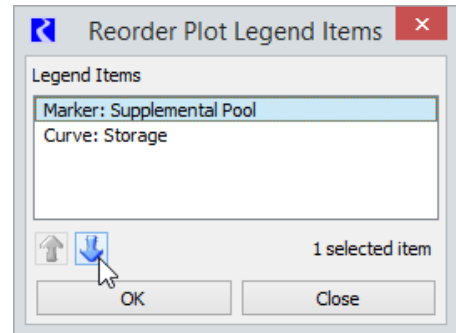 Reorder Plot Legend Items
Legend Items
Marker: Supplemental Pool
Curve: Storage
1 selected item
OK
Close